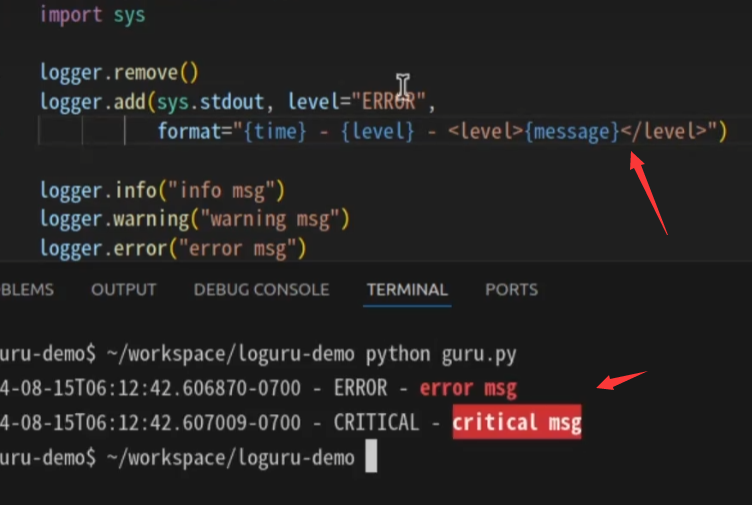 import sys
logger.remove()
logger.add(sys.stdout, level="ERROR",
format="{time} - {level} - <level>{message}</level>")
logger.info("info msg")
logger.warning("warning msg")
logger.error("error msg")
BLEMS OUTPUT DEBUG CONSOLE TERMINAL PORTS
uru-demo$ ~/workspace/loguru-demo python guru.py
4-08-15T06:12:42.606870-0700 - ERROR - error msg
4-08-15T06:12:42.607009-0700 - CRITICAL - critical msg
uru-demo$ ~/workspace/loguru-demo